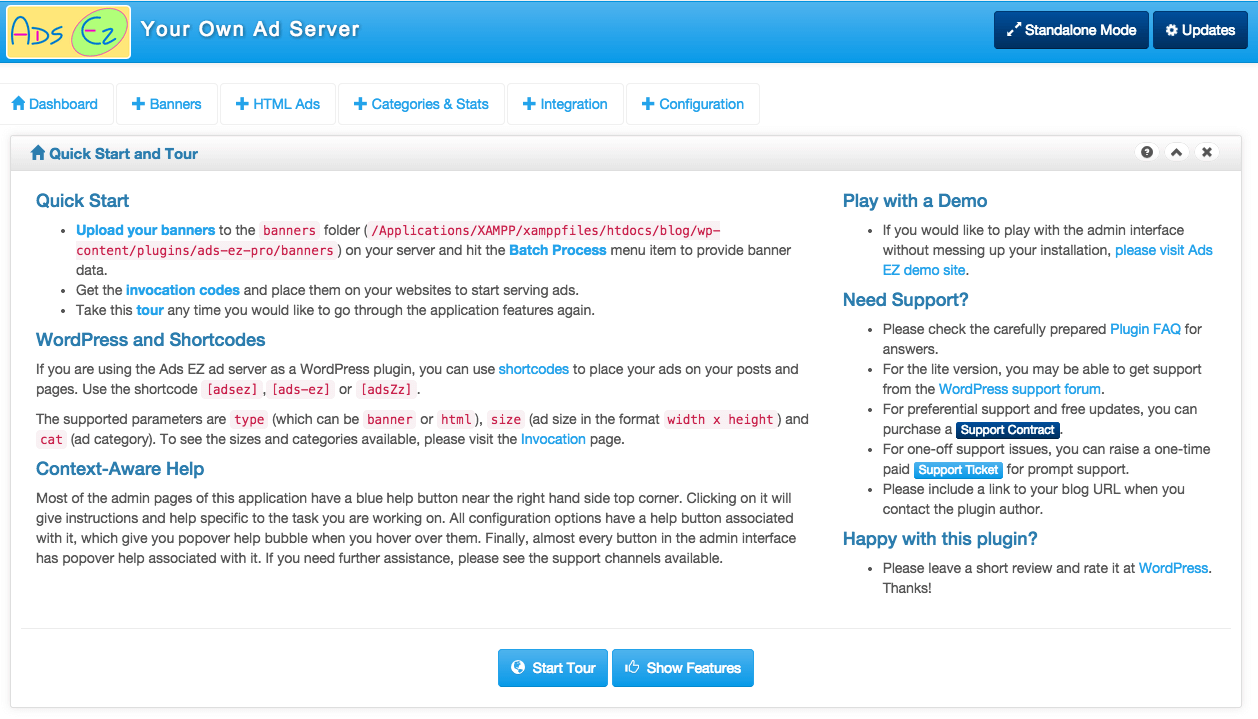 Ads Ez
Your Own Ad Server
Standalone Mode
Updates
Dashboard
Banners
HTML Ads
Categories & Stats
Integration
Configuration
Quick Start and Tour
Quick Start
• Upload your banners to the banners folder ( /Applications/XAMPP/xamppfiles/htdocs/blog/wp-
content/plugins/ads-ez-pro/banners ) on your server and hit the Batch Process menu item to provide banner
data.
• Get the invocation codes and place them on your websites to start serving ads.
• Take this tour any time you would like to go through the application features again.
WordPress and Shortcodes
If you are using the Ads EZ ad server as a WordPress plugin, you can use shortcodes to place your ads on your posts and
pages. Use the shortcode [adsez] , [ads-ez] or [adsZz] .
The supported parameters are type (which can be banner or html ), size (ad size in the format width x height ) and
cat (ad category). To see the sizes and categories available, please visit the Invocation page.
Context-Aware Help
Most of the admin pages of this application have a blue help button near the right hand side top corner. Clicking on it will
give instructions and help specific to the task you are working on. All configuration options have a help button associated
with it, which give you popover help bubble when you hover over them. Finally, almost every button in the admin interface
has popover help associated with it. If you need further assistance, please see the support channels available.
Play with a Demo
• If you would like to play with the admin interface
without messing up your installation, please visit Ads
EZ demo site.
Need Support?
• Please check the carefully prepared Plugin FAQ for
answers.
• For the lite version, you may be able to get support
from the WordPress support forum.
• For preferential support and free updates, you can
purchase a Support Contract.
• For one-off support issues, you can raise a one-time
paid Support Ticket for prompt support.
• Please include a link to your blog URL when you
contact the plugin author.
Happy with this plugin?
• Please leave a short review and rate it at WordPress.
Thanks!
Start Tour
Show Features